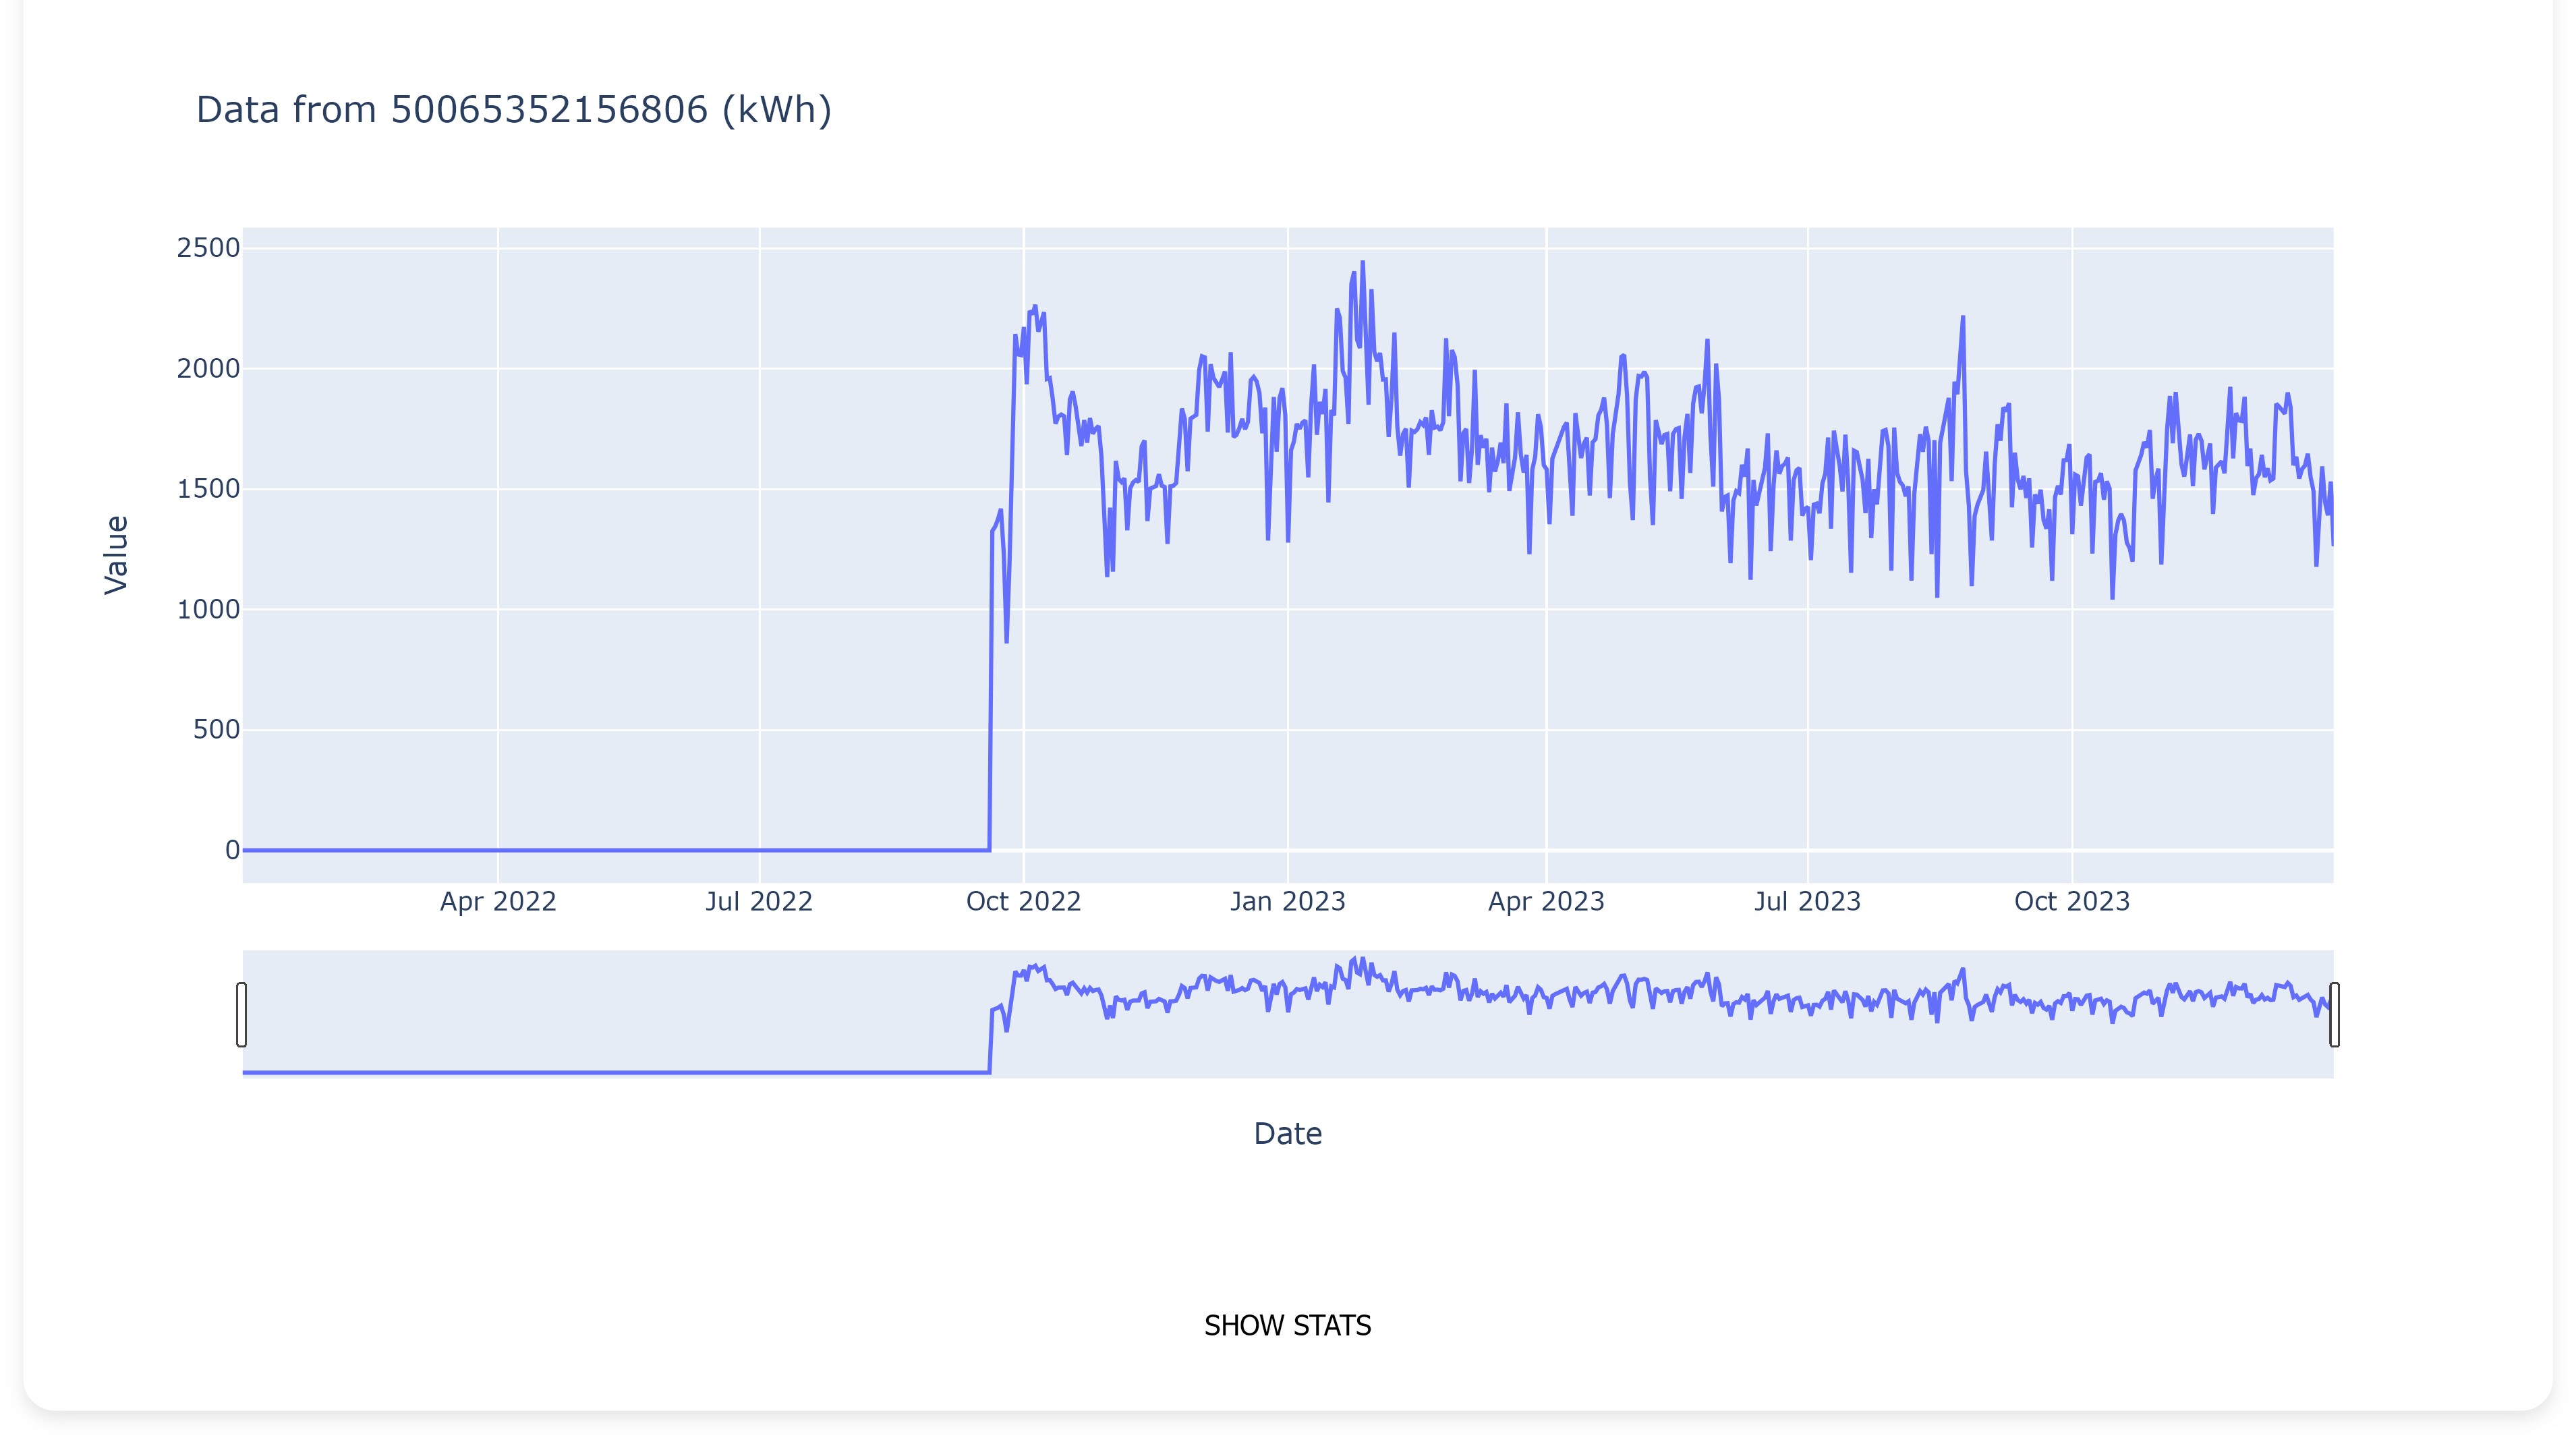 Data from 50065352156806 (kWh)
2500
2000
1500
1000
500
0
Value
Apr 2022 Jul 2022 Oct 2022 Jan 2023 Apr 2023 Jul 2023 Oct 2023
Date
SHOW STATS